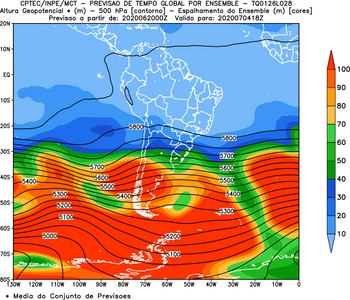 CPTEC/INPE/MCT - PREVISAO DE TEMPO GLOBAL POR ENSEMBLE - TQ0126L028
Altura Geopotencial * (m) - 500 hPa [contorno] - Espalhamento do Ensemble (m) [cores]
Previsao a partir de: 2020062000Z Valido para: 2020070418Z
20N
10N
EQ
10S
20S
30S
40S
50S
60S
70S
80S
5800
5800
5700
5700
5600
5600
5500
5500
5400
5400
5300
5300
5200
5100
5000
5200
5100
130W 120W 110W 100W 90W 80W 70W 60W 50W 40W 30W 20W 10W 0
100
90
80
70
60
50
40
30
20
10
* Media do Conjunto de Previsoes